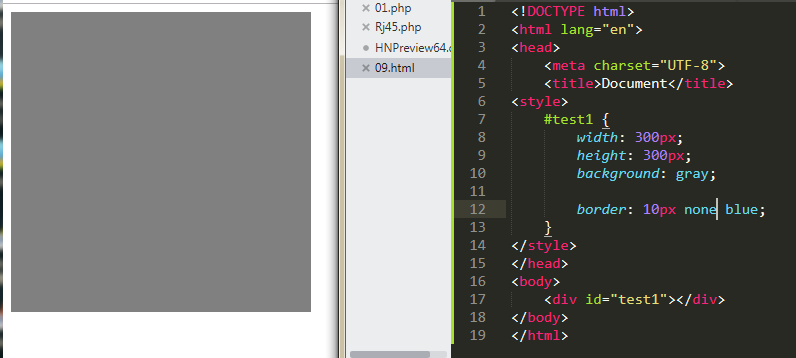 01.php
Rj45.php
HNPreview64.
09.html
1 <!DOCTYPE html>
2 <html lang="en">
3 <head>
4 <meta charset="UTF-8">
5 <title>Document</title>
6 <style>
7 #test1 {
8 width: 300px;
9 height: 300px;
10 background: gray;
11
12 border: 10px none blue;
13 }
14 </style>
15 </head>
16 <body>
17 <div id="test1"></div>
18 </body>
19 </html>